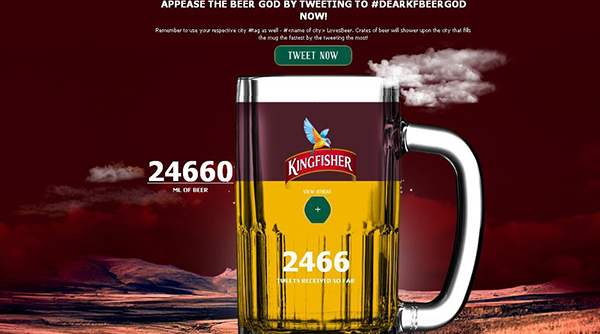 APPEASE THE BEER GOD BY TWEETING TO #DEARKFBEERGOD
NOW!
Remember to use your respective city #tag as well - #<name of city> LovesBeer. Crates of beer will shower upon the city that fills
the mug the fastest by the tweeting the most!
TWEET NOW
KINGFISHER
24660
ML OF BEER
VIEW OTHERS
+
2466
TWEETS RECEIVED SO FAR